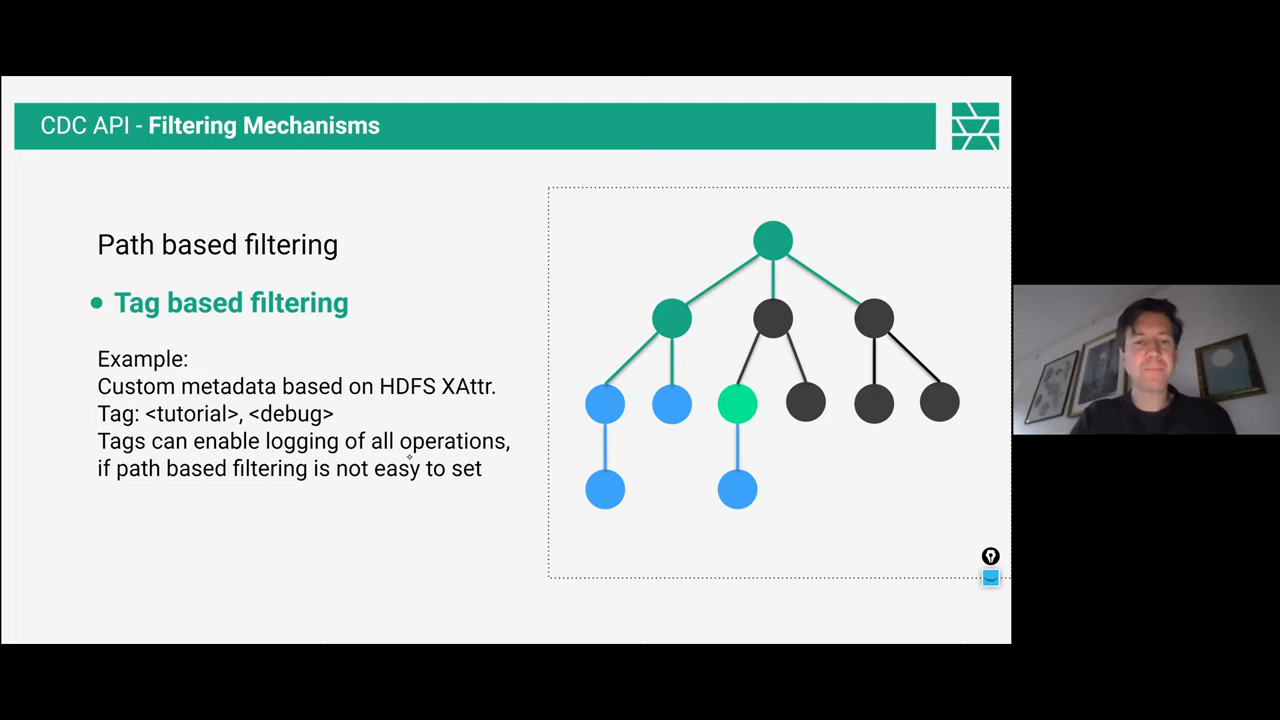 CDC API - Filtering Mechanisms
Path based filtering
• Tag based filtering
Example:
Custom metadata based on HDFS XAttr.
Tag: <tutorial>, <debug>
Tags can enable logging of all operations,
if path based filtering is not easy to set